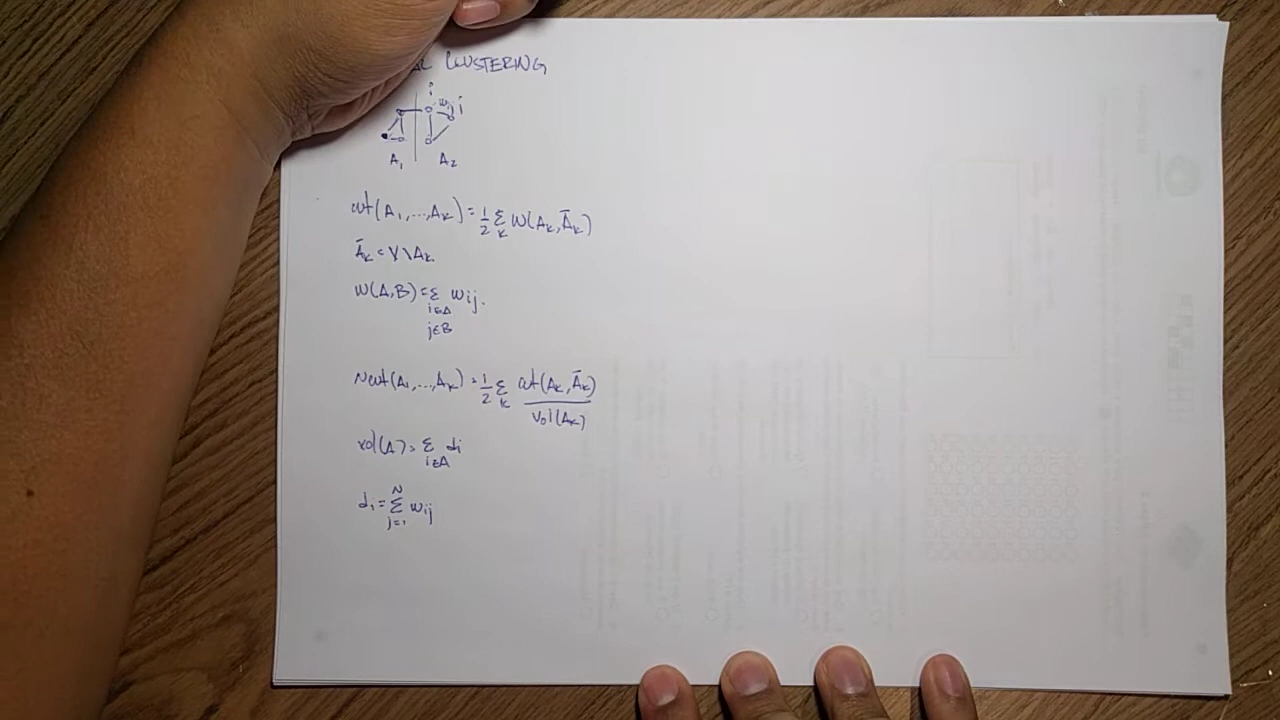 CLUSTERING
i
wij j
A₁ A₂
cut(A₁,...,Aₖ) = 1/2 Σₖ W(Aₖ, Āₖ)
Āₖ = V \ Aₖ
W(A,B) = Σ wij.
i∈A
j∈B
Ncut(A₁,...,Aₖ) = 1/2 Σₖ cut(Aₖ, Āₖ) / vol(Aₖ)
vol(A) = Σ di
i∈A
di = Σ wij
N
j=1